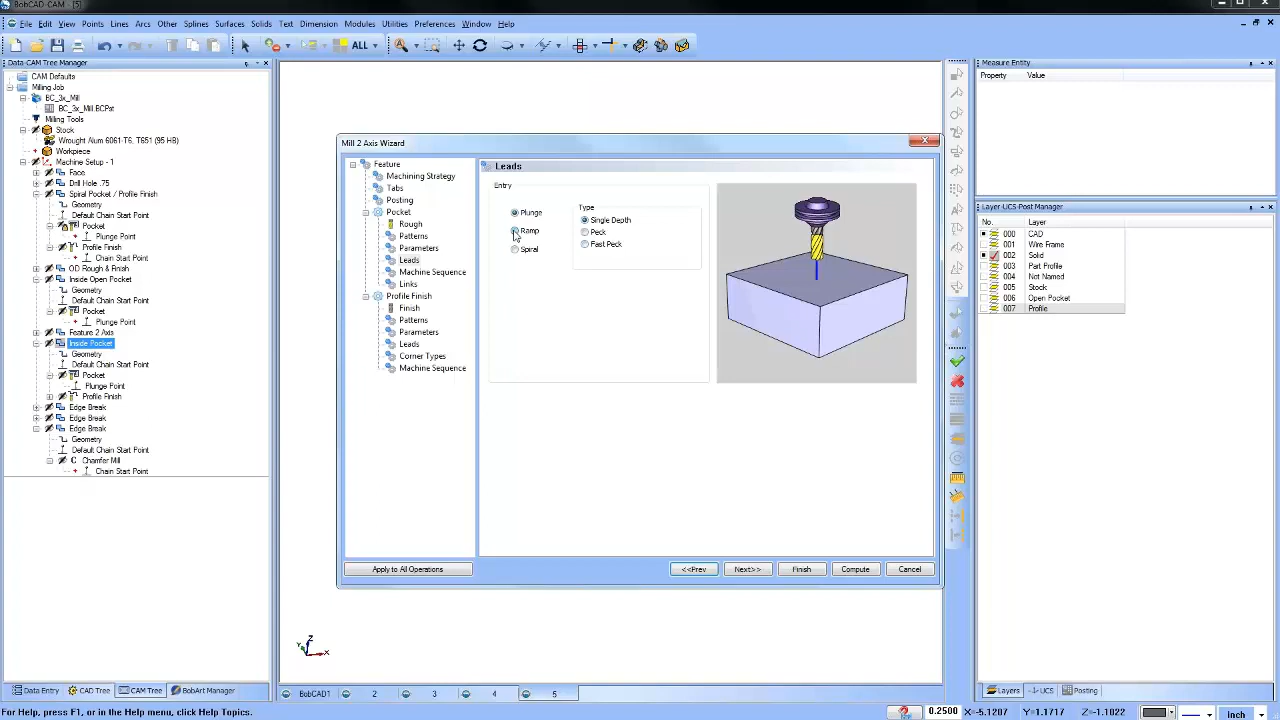 BobCAD-CAM - [5]
File Edit View Points Lines Arcs Other Splines Surfaces Solids Text Dimension Modules Utilities Preferences Window Help
ALL
Data-CAM Tree Manager
CAM Defaults
Milling Job
BC_3x_Mill
BC_3x_Mill.BCPst
Milling Tools
Stock
Wrought Alum 6061-T6, T651 (95 HB)
Workpiece
Machine Setup - 1
Face
Drill Hole .75
Spiral Pocket / Profile Finish
Geometry
Default Chain Start Point
Pocket
Plunge Point
Profile Finish
Chain Start Point
OD Rough & Finish
Inside Open Pocket
Geometry
Default Chain Start Point
Pocket
Plunge Point
Feature 2 Axis
Inside Pocket
Geometry
Default Chain Start Point
Pocket
Plunge Point
Profile Finish
Edge Break
Edge Break
Edge Break
Geometry
Default Chain Start Point
C Chamfer Mill
Chain Start Point
Mill 2 Axis Wizard
Feature
Machining Strategy
Tabs
Posting
Pocket
Rough
Patterns
Parameters
Leads
Machine Sequence
Links
Profile Finish
Finish
Patterns
Parameters
Leads
Corner Types
Machine Sequence
Leads
Entry
Plunge
Ramp
Spiral
Type
Single Depth
Peck
Fast Peck
Apply to All Operations
<<Prev Next>> Finish Compute Cancel
Measure Entity
Property Value
Layer-UCS-Post Manager
No. Layer
000 CAD
001 Wire Frame
002 Solid
003 Part Profile
004 Not Named
005 Stock
006 Open Pocket
007 Profile
Z
Y
X
Data Entry CAD Tree CAM Tree BobArt Manager
BobCAD1 2 3 4 5
Layers UCS Posting
For Help, press F1, or in the Help menu, click Help Topics.
0.2500 X=-5.1207 Y=1.1717 Z=-1.1022 Inch